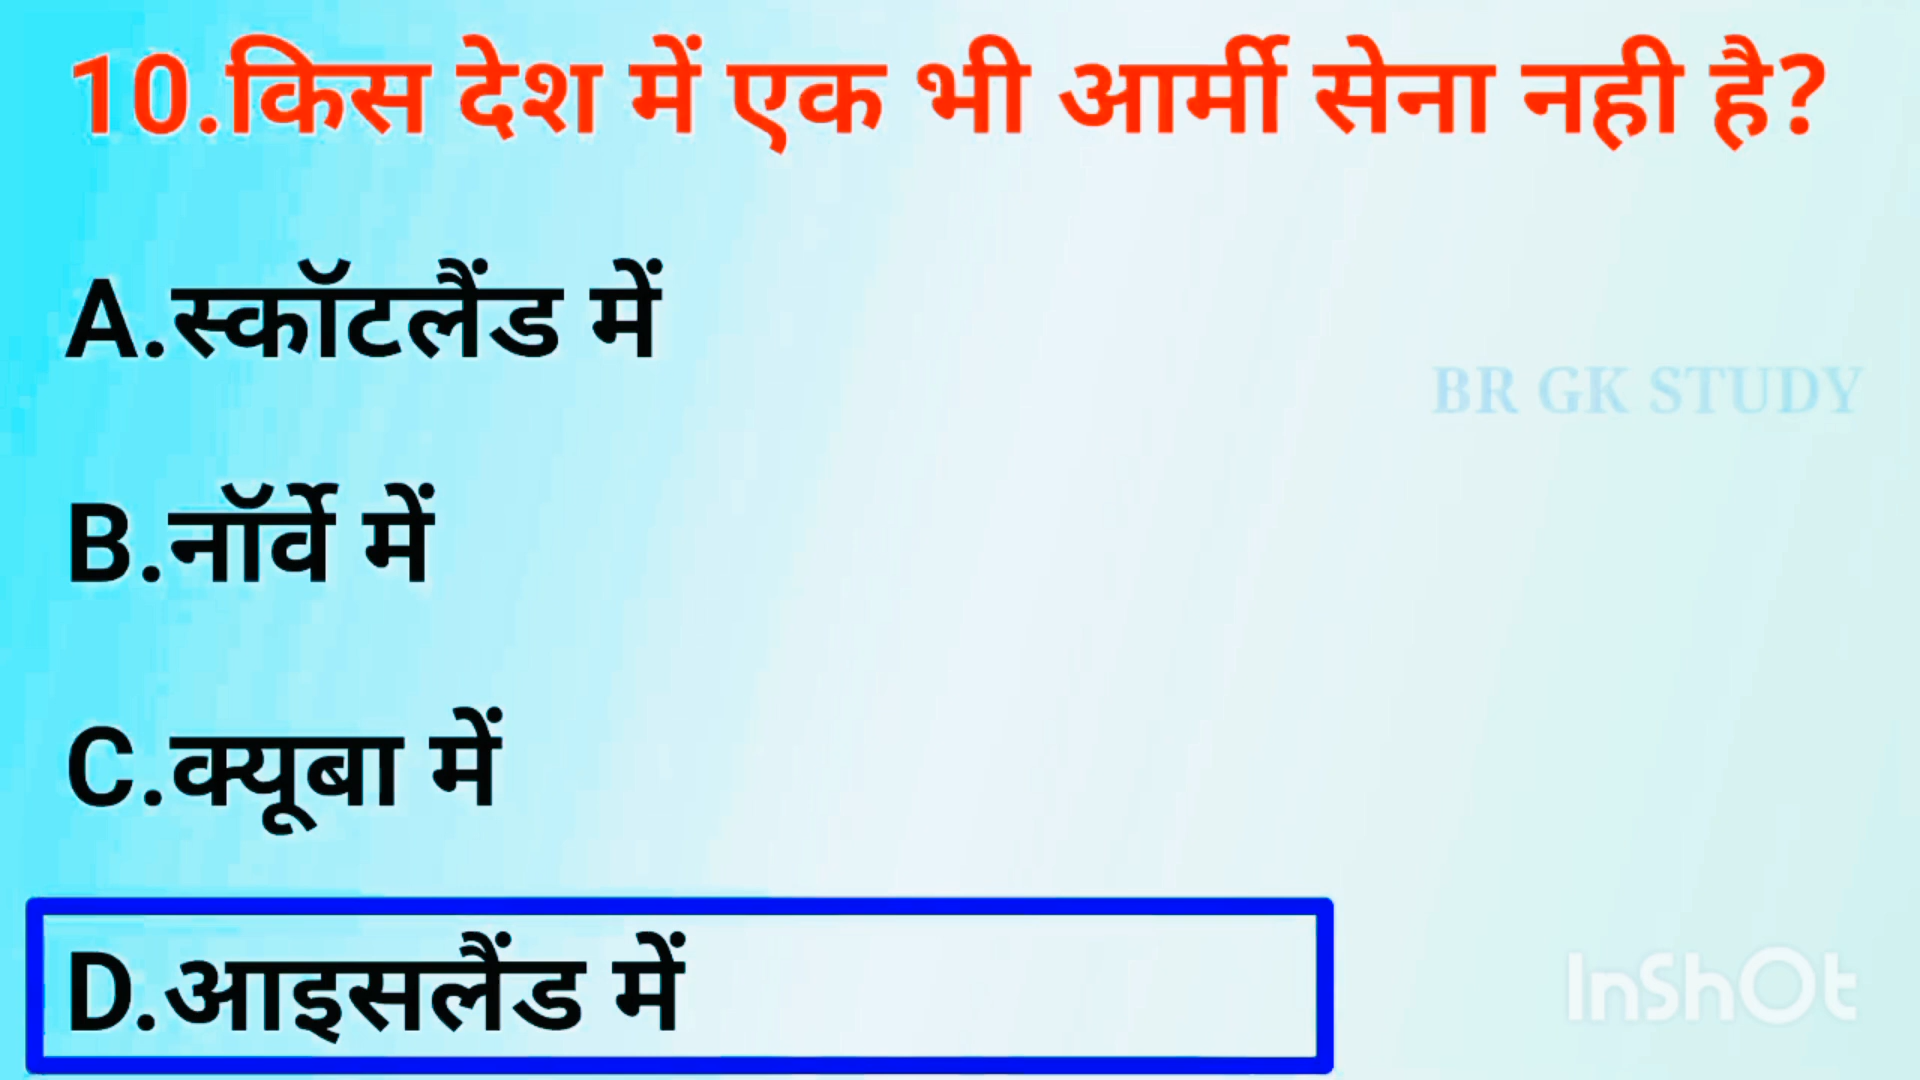 10.किस देश में एक भी आर्मी सेना नही है?
A.स्कॉटलैंड में
BR GK STUDY
B.नॉर्वे में
C.क्यूबा में
D.आइसलैंड में
InShOt